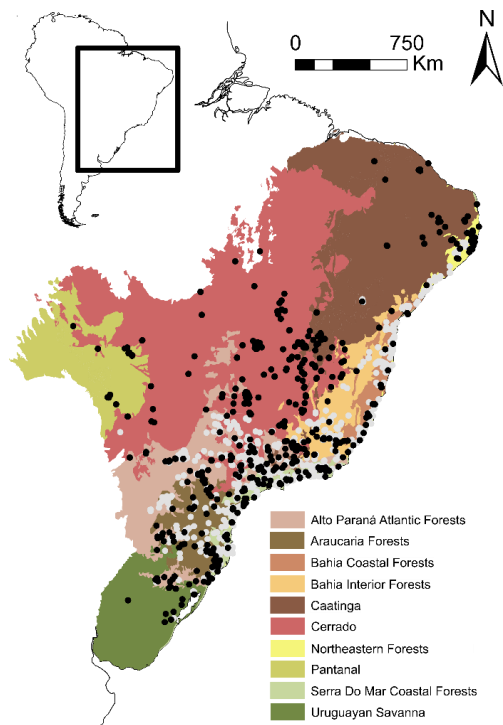 N
0 750
Km
Alto Paraná Atlantic Forests
Araucaria Forests
Bahia Coastal Forests
Bahia Interior Forests
Caatinga
Cerrado
Northeastern Forests
Pantanal
Serra Do Mar Coastal Forests
Uruguayan Savanna